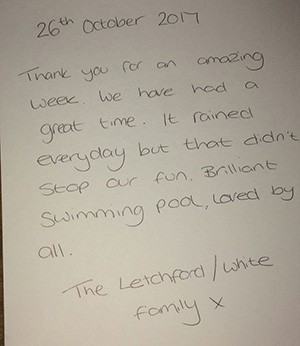 26th October 2017
Thank you for an amazing
week. We have had a
great time. It rained
everyday but that didn't
stop our fun. Brilliant
Swimming pool, loved by
all.
The Letchford/White
family x